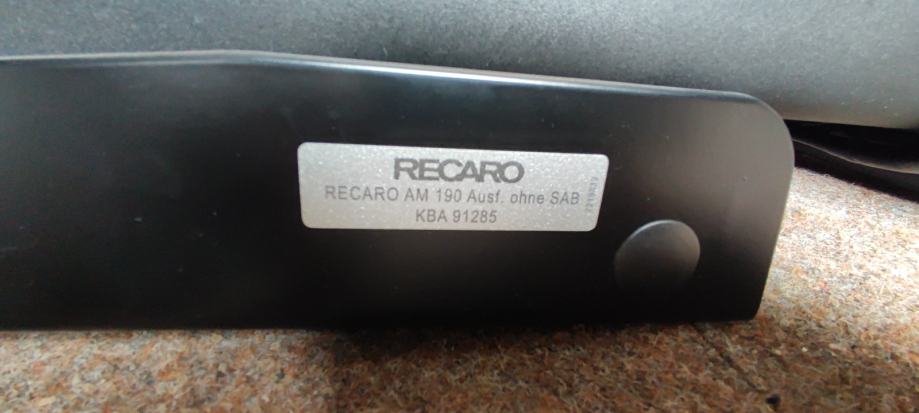 RECARO
RECARO AM 190 Ausf. ohne SAB
KBA 91285